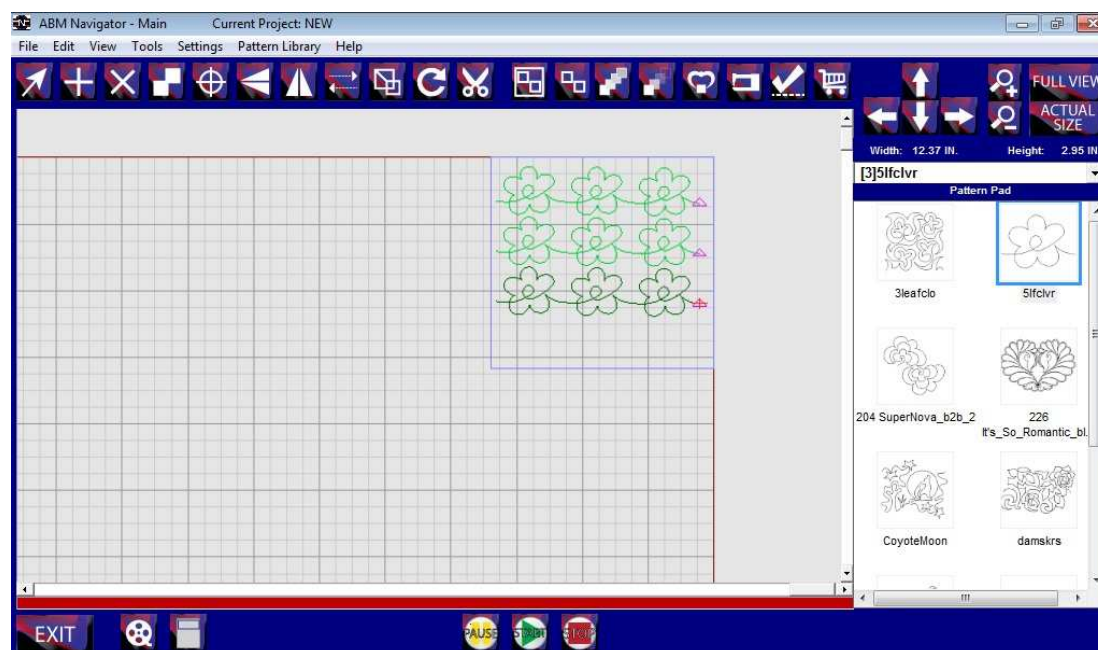 ABM Navigator - Main Current Project: NEW
File Edit View Tools Settings Pattern Library Help
FULL VIEW
ACTUAL
SIZE
Width: 12.37 IN. Height: 2.95 IN
[3]5lfclvr
Pattern Pad
3leafclo 5lfclvr
204 SuperNova_b2b_2 226
It's_So_Romantic_bl.
CoyoteMoon damskrs
EXIT PAUSE START STOP